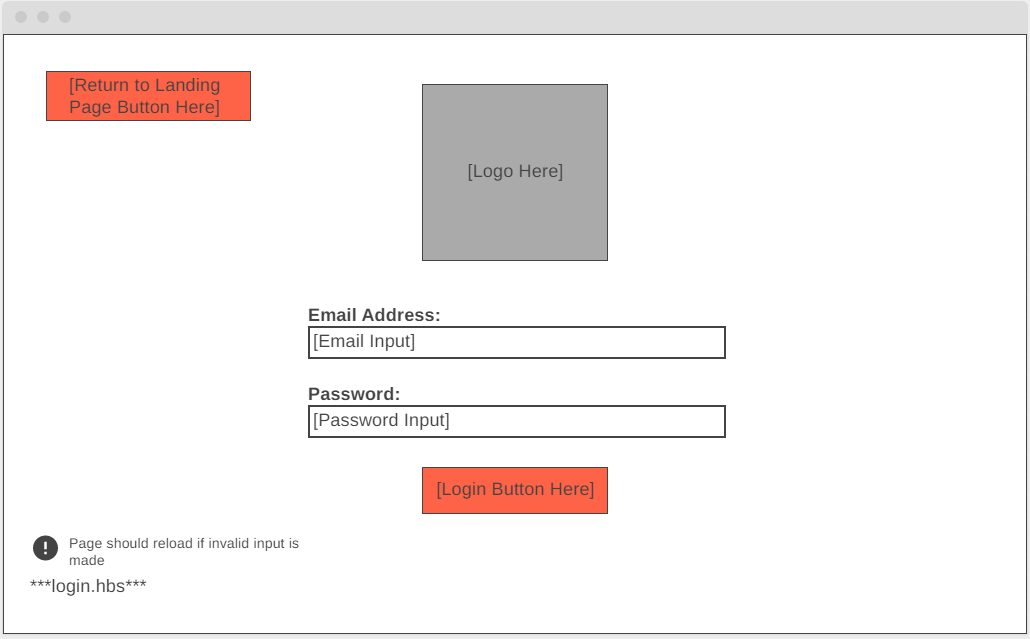 [Return to Landing
Page Button Here]
[Logo Here]
Email Address:
[Email Input]
Password:
[Password Input]
[Login Button Here]
Page should reload if invalid input is
made
***login.hbs***